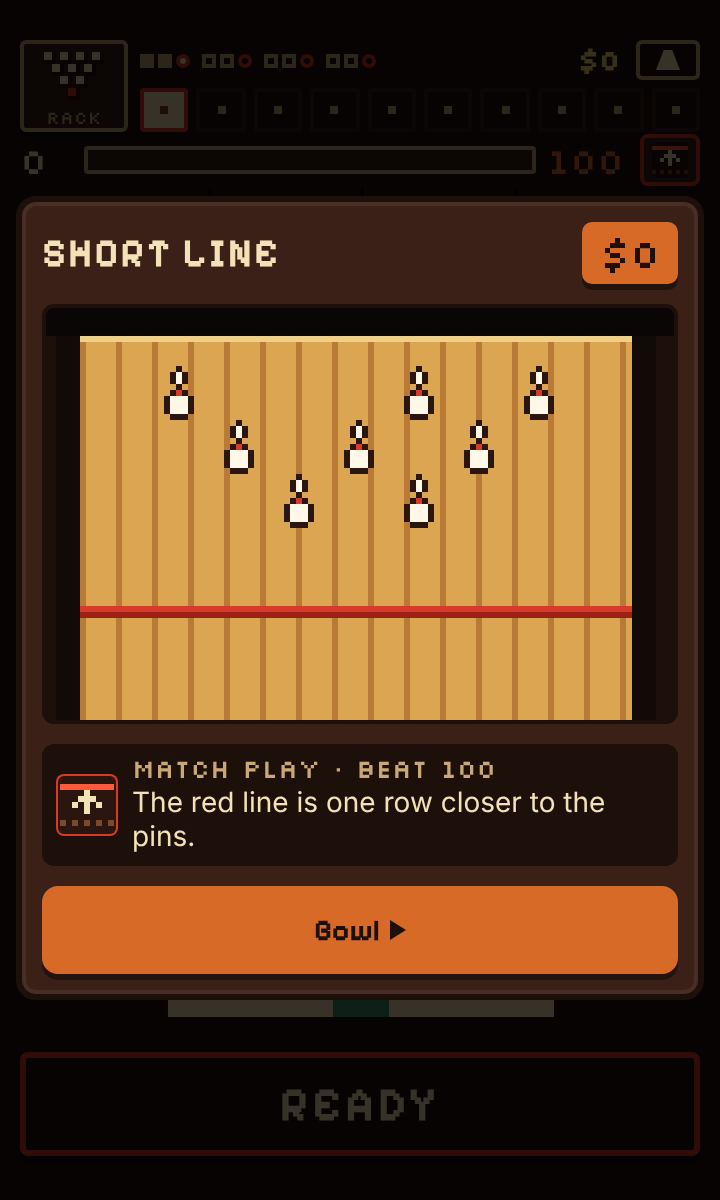 $0
RACK
0
100
SHORT LINE
$0
MATCH PLAY · BEAT 100
The red line is one row closer to the
pins.
Bowl ▶
READY